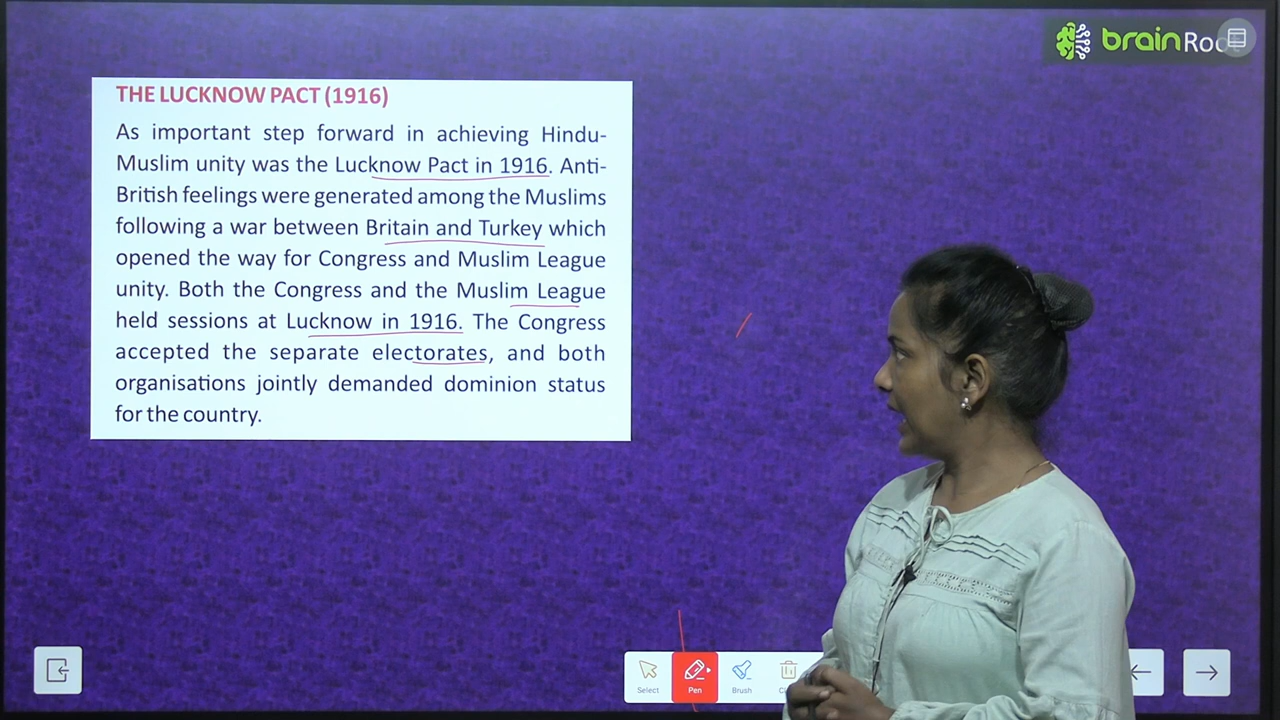 brainRoot
THE LUCKNOW PACT (1916)
As important step forward in achieving Hindu-
Muslim unity was the Lucknow Pact in 1916. Anti-
British feelings were generated among the Muslims
following a war between Britain and Turkey which
opened the way for Congress and Muslim League
unity. Both the Congress and the Muslim League
held sessions at Lucknow in 1916. The Congress
accepted the separate electorates, and both
organisations jointly demanded dominion status
for the country.
Select Pen Brush